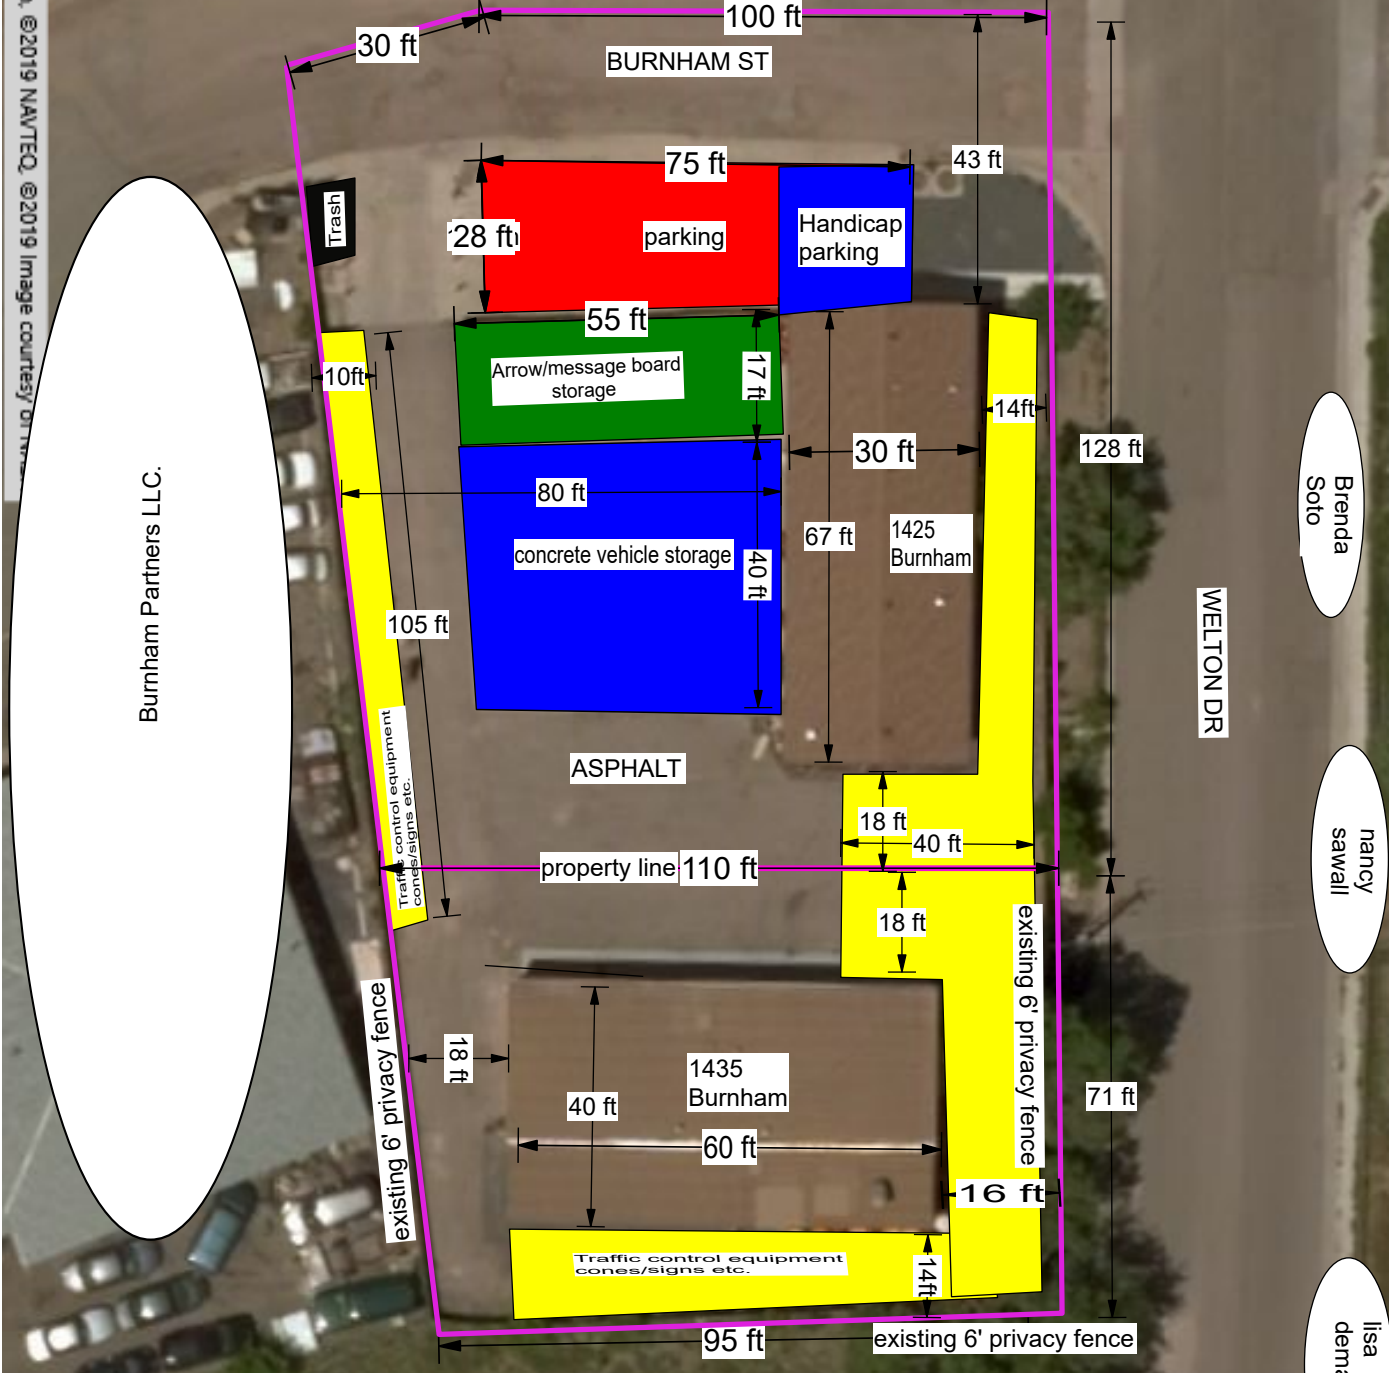 100 ft
30 ft
BURNHAM ST
©2019 NAVTEQ, ©2019 Image courtesy of
43 ft
75 ft
Trash
28 ft
parking
Handicap
parking
55 ft
Arrow/message board
storage
17 ft
10ft
14ft
30 ft
128 ft
80 ft
67 ft
1425
Burnham
concrete vehicle storage
40 ft
105 ft
Burnham Partners LLC.
Brenda
Soto
WELTON DR
Traffic control equipment
cones/signs etc.
ASPHALT
18 ft
40 ft
nancy
sawall
property line
110 ft
18 ft
existing 6' privacy fence
existing 6' privacy fence
18 ft
1435
Burnham
40 ft
71 ft
60 ft
16 ft
Traffic control equipment
cones/signs etc.
14ft
95 ft
existing 6' privacy fence
lisa